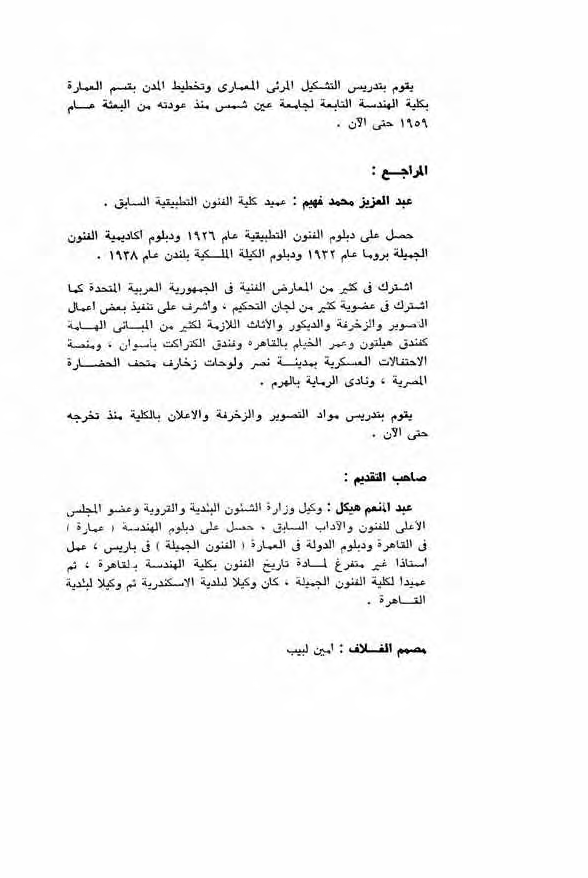 يقوم بتدريس التشكيل المرئى المعمارى وتخطيط المدن بقسم العمارة
بكلية الهندسة التابعة لجامعة عين شمس منذ عودته من البعثة عام
١٩٥٩ حتى الآن .
المراجع :
عبد العزيز محمد فهيم : عميد كلية الفنون التطبيقية السابق .
حصل على دبلوم الفنون التطبيقية عام ١٩٢٦ ودبلوم اكاديمية الفنون
الجميلة بروما عام ١٩٣٢ ودبلوم الكلية الملكية بلندن عام ١٩٣٨ .
اشترك فى كثير من المعارض الفنية فى الجمهورية العربية المتحدة كما
اشترك فى عضوية كثير من لجان التحكيم ، وأشرف على تنفيذ بعض اعمال
التصوير والزخرفة والديكور والأثاث اللازمة لكثير من المبانى الهامة
كفندق هيلتون وعمر الخيام بالقاهرة وفندق الكتراكت بأسوان ، ومنصة
الاحتفالات العسكرية بمدينة نصر ولوحات زخارف متحف الحضارة
المصرية ، ونادى الرماية بالهرم .
يقوم بتدريس مواد التصوير والزخرفة والاعلان بالكلية منذ تخرجه
حتى الآن .
صاحب التقديم :
عبد المنعم هيكل : وكيل وزارة الشئون البلدية والقروية وعضو المجلس
الأعلى للفنون والآداب السابق ، حصل على دبلوم الهندسة ( عمارة )
فى القاهرة ودبلوم الدولة فى العمارة ( الفنون الجميلة ) فى باريس ، عمل
استاذا غير متفرغ لمادة تاريخ الفنون بكلية الهندسة بالقاهرة ، ثم
عميدا لكلية الفنون الجميلة ، كان وكيلا لبلدية الاسكندرية ثم وكيلا لبلدية
القاهرة .
مصمم الغلاف : امين لبيب